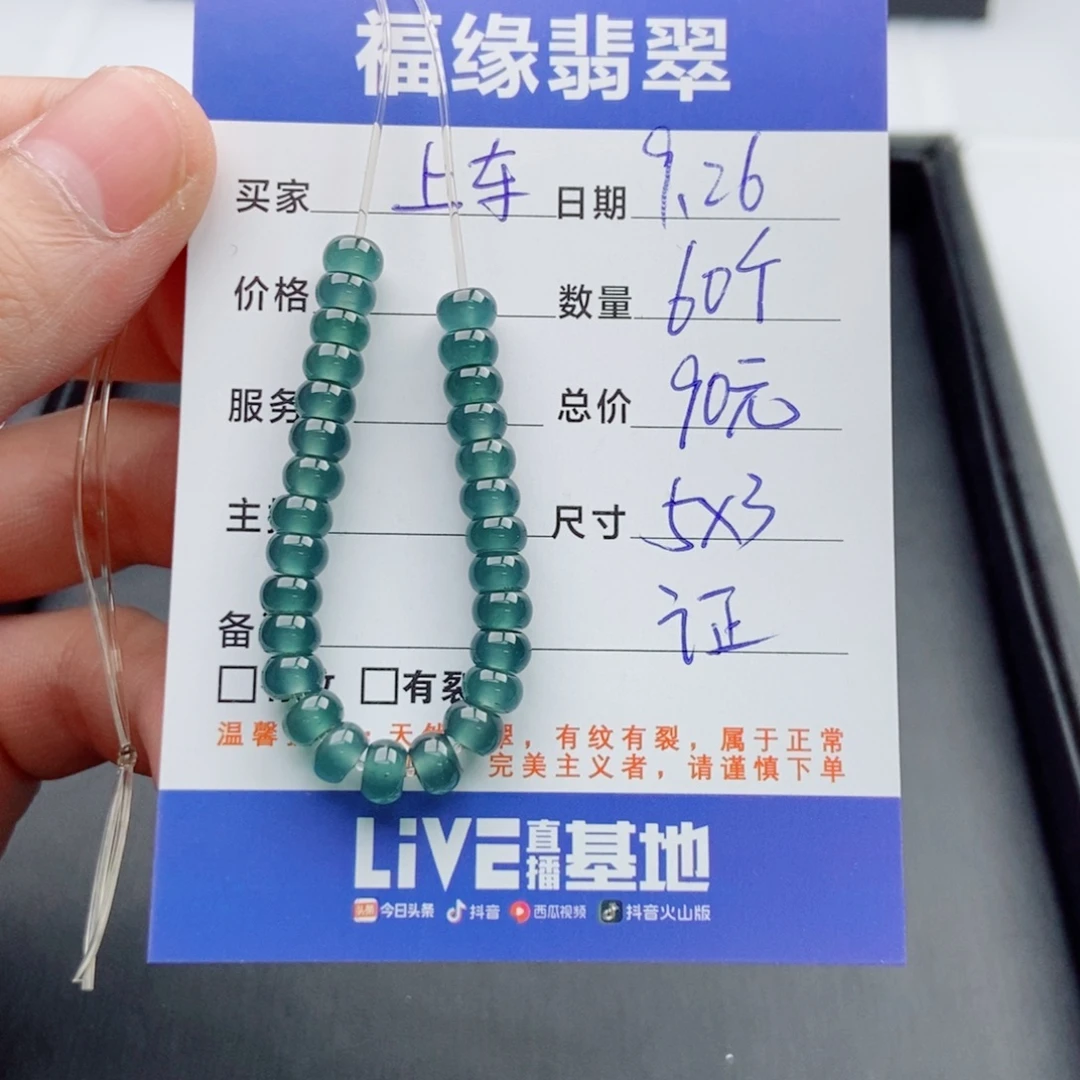 福缘翡翠
买家 上车 日期 9.26
价格 数量 60个
服务 总价 90元
主 尺寸 5x3
备 证
有裂
温馨 天然 翠，有纹有裂，属于正常
完美主义者，请谨慎下单
LiVE直播基地
头条 今日头条 抖音 西瓜视频 抖音火山版